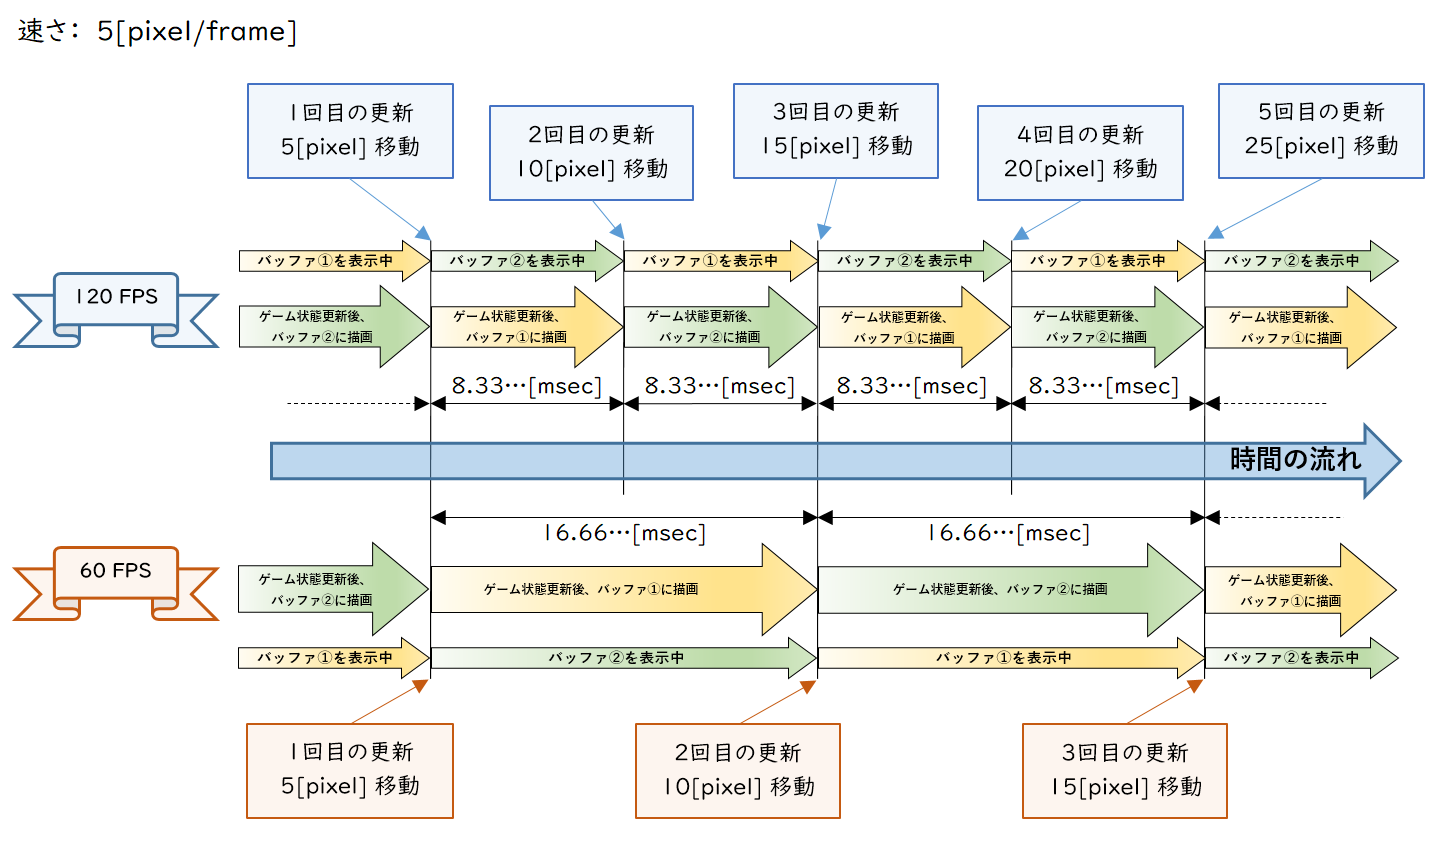 速さ： 5[pixel/frame]
1回目の更新
5[pixel] 移動
2回目の更新
10[pixel] 移動
3回目の更新
15[pixel] 移動
4回目の更新
20[pixel] 移動
5回目の更新
25[pixel] 移動
バッファ①を表示中
バッファ②を表示中
バッファ①を表示中
バッファ②を表示中
バッファ①を表示中
バッファ②を表示中
120 FPS
ゲーム状態更新後、
バッファ②に描画
ゲーム状態更新後、
バッファ①に描画
ゲーム状態更新後、
バッファ②に描画
ゲーム状態更新後、
バッファ①に描画
ゲーム状態更新後、
バッファ②に描画
ゲーム状態更新後、
バッファ①に描画
8.33…[msec]
8.33…[msec]
8.33…[msec]
8.33…[msec]
時間の流れ
16.66…[msec]
16.66…[msec]
60 FPS
ゲーム状態更新後、
バッファ②に描画
ゲーム状態更新後、バッファ①に描画
ゲーム状態更新後、バッファ②に描画
ゲーム状態更新後、
バッファ①に描画
バッファ①を表示中
バッファ②を表示中
バッファ①を表示中
バッファ②を表示中
1回目の更新
5[pixel] 移動
2回目の更新
10[pixel] 移動
3回目の更新
15[pixel] 移動